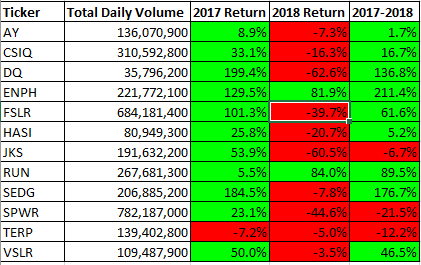 Ticker Total Daily Volume 2017 Return 2018 Return 2017-2018
AY 136,070,900 8.9% -7.3% 1.7%
CSIQ 310,592,800 33.1% -16.3% 16.7%
DQ 35,796,200 199.4% -62.6% 136.8%
ENPH 221,772,100 129.5% 81.9% 211.4%
FSLR 684,181,400 101.3% -39.7% 61.6%
HASI 80,949,300 25.8% -20.7% 5.2%
JKS 191,632,200 53.9% -60.5% -6.7%
RUN 267,681,300 5.5% 84.0% 89.5%
SEDG 206,885,200 184.5% -7.8% 176.7%
SPWR 782,187,000 23.1% -44.6% -21.5%
TERP 139,402,800 -7.2% -5.0% -12.2%
VSLR 109,487,900 50.0% -3.5% 46.5%